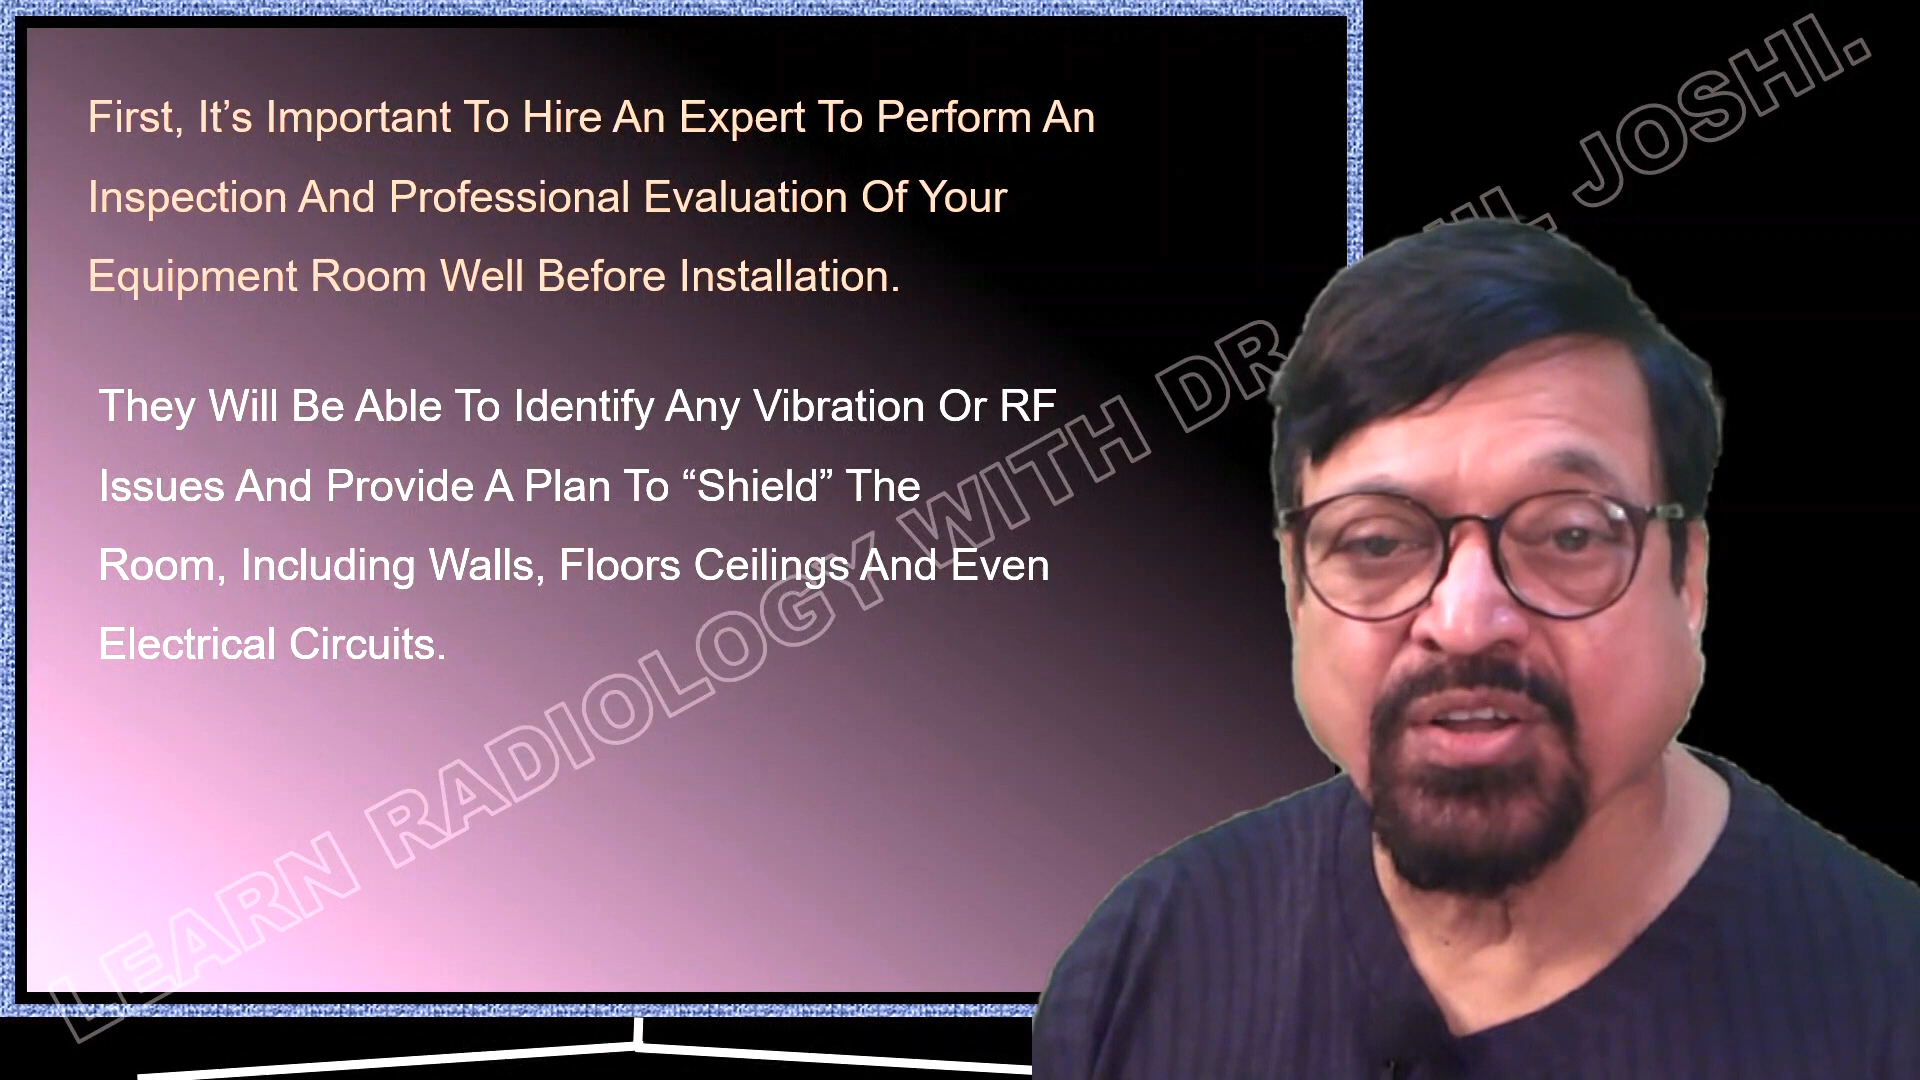 First, It’s Important To Hire An Expert To Perform An
Inspection And Professional Evaluation Of Your
Equipment Room Well Before Installation.
They Will Be Able To Identify Any Vibration Or RF
Issues And Provide A Plan To “Shield” The
Room, Including Walls, Floors Ceilings And Even
Electrical Circuits.
LEARN RADIOLOGY WITH DR. JOSHI.